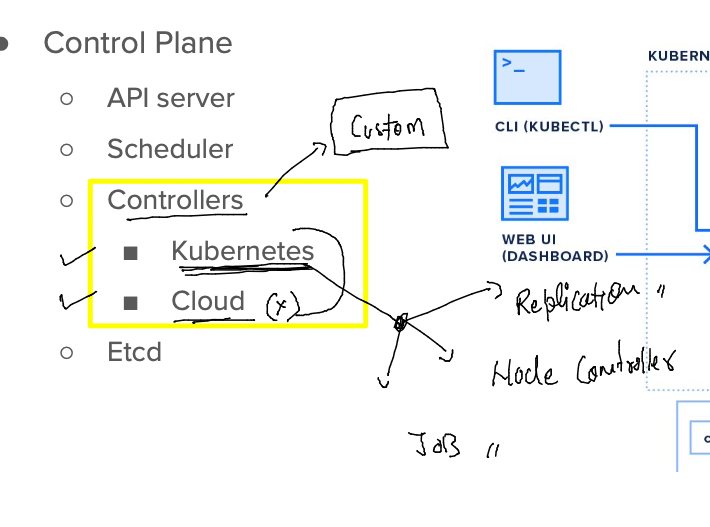 Control Plane
API server
Scheduler
Controllers
Kubernetes
Cloud (x)
Etcd
Custom
>_
CLI (KUBECTL)
WEB UI
(DASHBOARD)
KUBERN
Replication "
Node Controller
JOB "
c